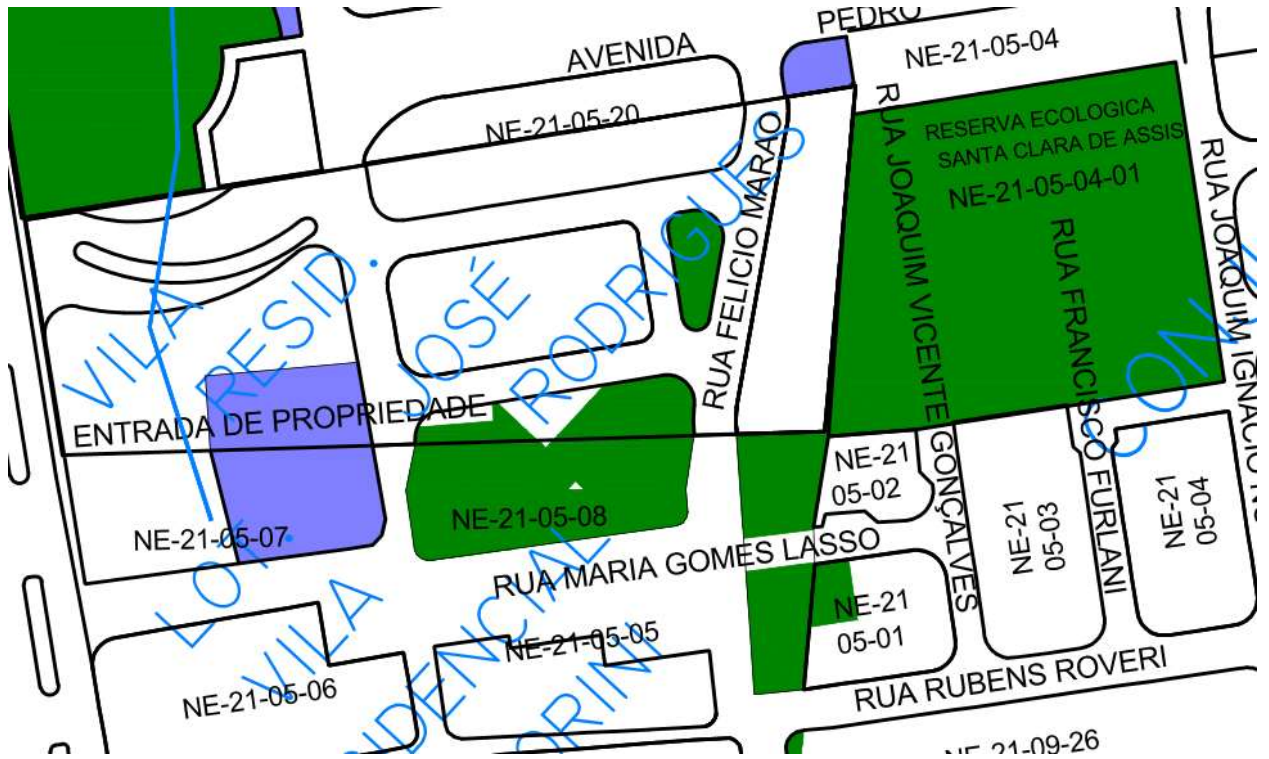 PEDRO
AVENIDA
NE-21-05-04
NE-21-05-20
RESERVA ECOLOGICA
SANTA CLARA DE ASSIS
NE-21-05-04-01
RUA FELICIO MARAO
RUA JOAQUIM VICENTE GONÇALVES
RUA FRANCISCO FURLANI
RUA JOAQUIM IGNACIO
VILA
RESID.
JOSÉ
RODRIGUES
ENTRADA DE PROPRIEDADE
NE-21
05-02
NE-21
05-03
NE-21
05-04
NE-21-05-07
NE-21-05-08
RUA MARIA GOMES LASSO
LOT.
VILA
NE-21
05-01
NE-21-05-05
NE-21-05-06
RUA RUBENS ROVERI
NE-21-09-26